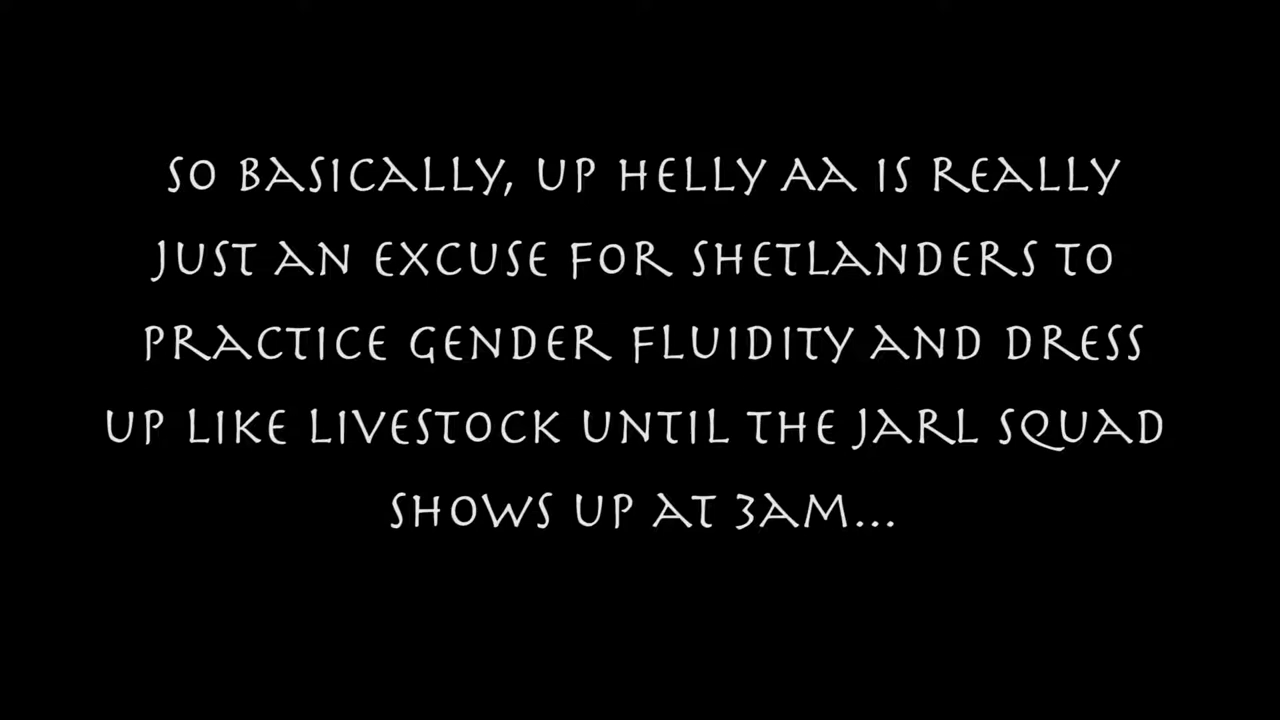 SO BASICALLY, UP HELLY AA IS REALLY
JUST AN EXCUSE FOR SHETLANDERS TO
PRACTICE GENDER FLUIDITY AND DRESS
UP LIKE LIVESTOCK UNTIL THE JARL SQUAD
SHOWS UP AT 3AM...